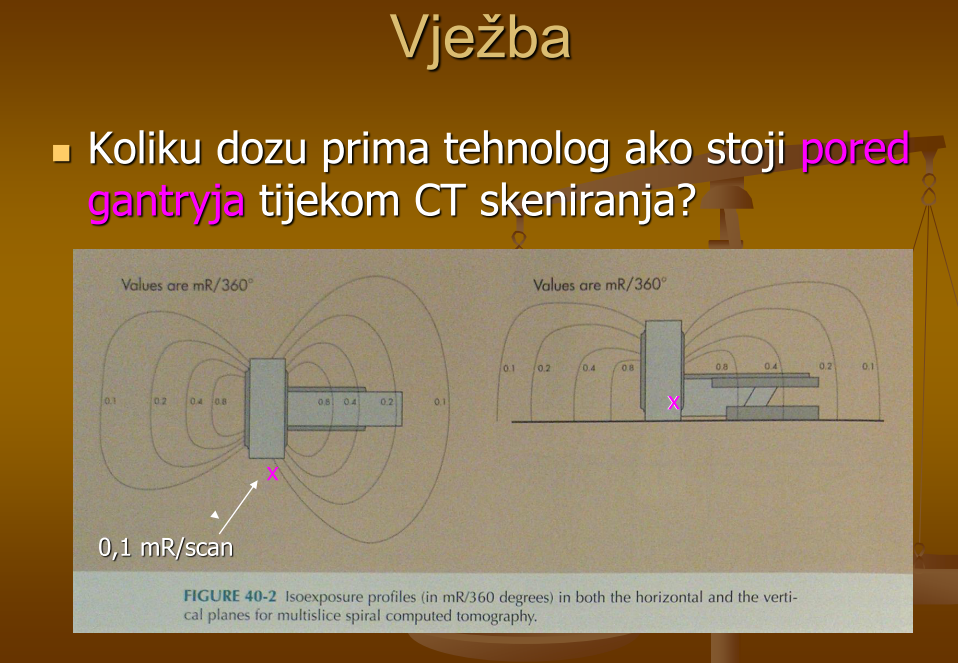 Vježba
Koliku dozu prima tehnolog ako stoji pored
gantryja tijekom CT skeniranja?
Values are mR/360°
0.1 0.2 0.4 0.8 0.8 0.4 0.2 0.1
x
0,1 mR/scan
Values are mR/360°
0.1 0.2 0.4 0.8 0.8 0.4 0.2 0.1
x
FIGURE 40-2 Isoexposure profiles (in mR/360 degrees) in both the horizontal and the verti-
cal planes for multislice spiral computed tomography.